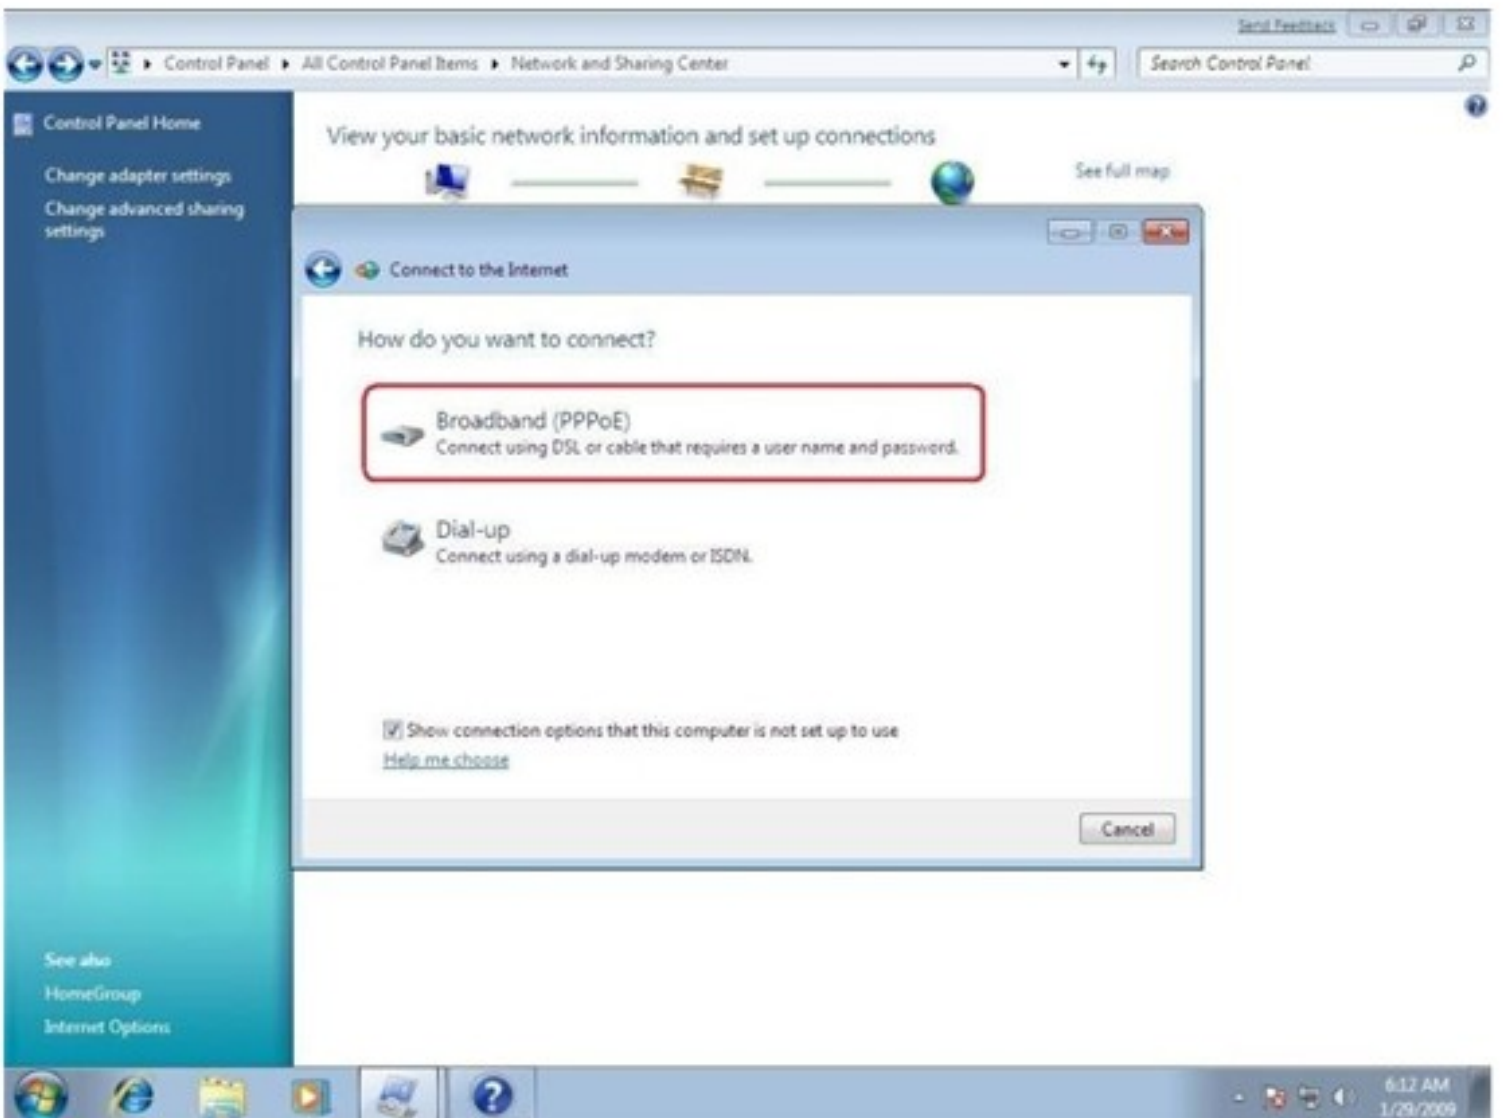 Send Feedback
Control Panel
All Control Panel Items
Network and Sharing Center
Search Control Panel
Control Panel Home
Change adapter settings
Change advanced sharing
settings
View your basic network information and set up connections
See full map
Connect to the Internet
How do you want to connect?
Broadband (PPPoE)
Connect using DSL or cable that requires a user name and password.
Dial-up
Connect using a dial-up modem or ISDN.
Show connection options that this computer is not set up to use
Help me choose
Cancel
See also
HomeGroup
Internet Options
6:12 AM
1/29/2009